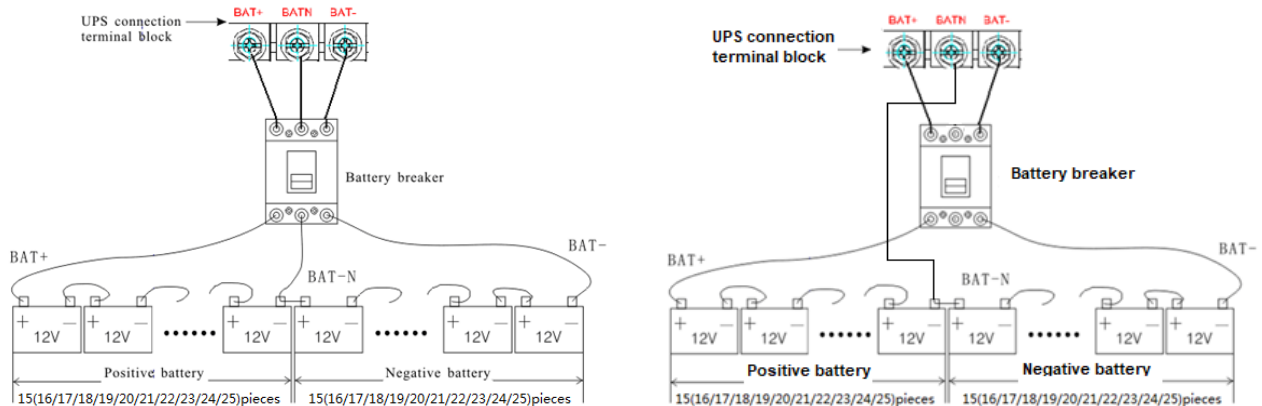 BAT+ BATN BAT-
UPS connection
terminal block
Battery breaker
BAT+
BAT-
BAT-N
+ — + — + — + — + — + —
12V 12V 12V 12V 12V 12V
Positive battery Negative battery
15(16/17/18/19/20/21/22/23/24/25)pieces 15(16/17/18/19/20/21/22/23/24/25)pieces
BAT+ BATN BAT-
UPS connection
terminal block
Battery breaker
BAT+
BAT-
BAT-N
+ — + — + — + — + — + —
12V 12V 12V 12V 12V 12V
Positive battery Negative battery
15(16/17/18/19/20/21/22/23/24/25)pieces 15(16/17/18/19/20/21/22/23/24/25)pieces